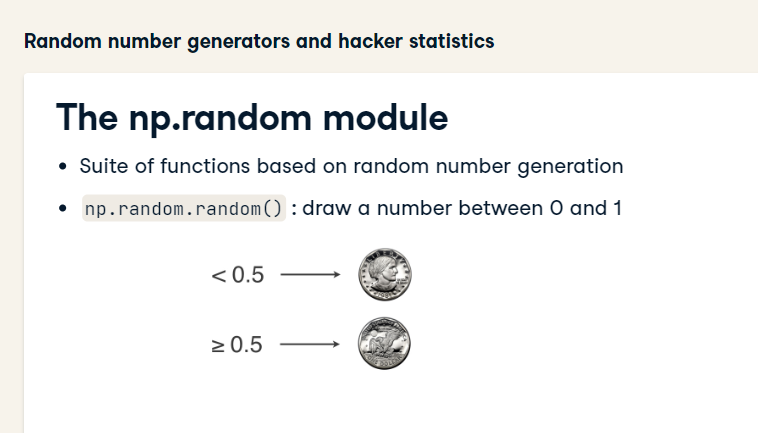 Random number generators and hacker statistics
The np.random module
• Suite of functions based on random number generation
• np.random.random() : draw a number between 0 and 1
< 0.5
≥ 0.5